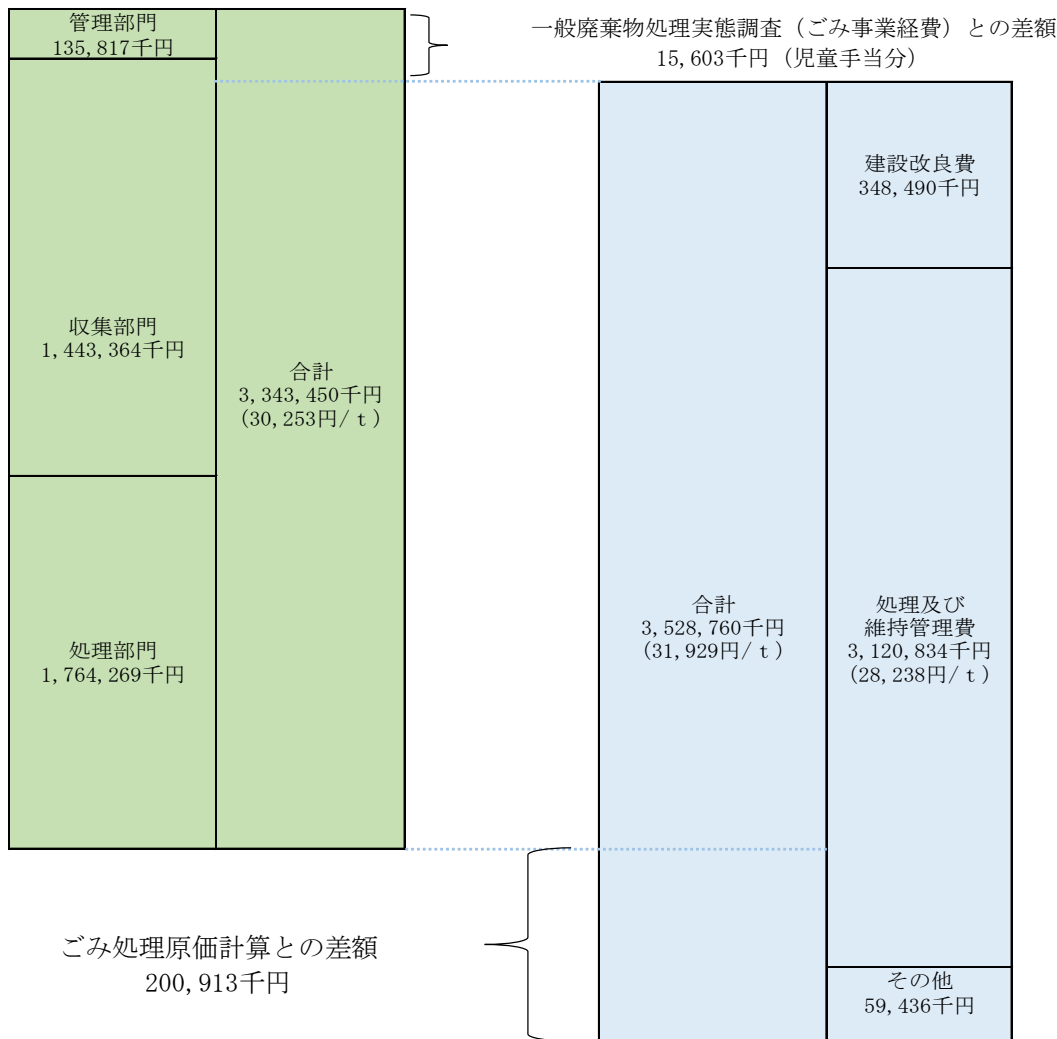 管理部門
135,817千円
一般廃棄物処理実態調査（ごみ事業経費）との差額
15,603千円（児童手当分）
建設改良費
348,490千円
収集部門
1,443,364千円
合計
3,343,450千円
（30,253円/ｔ）
処理部門
1,764,269千円
合計
3,528,760千円
（31,929円/ｔ）
処理及び
維持管理費
3,120,834千円
（28,238円/ｔ）
ごみ処理原価計算との差額
200,913千円
その他
59,436千円